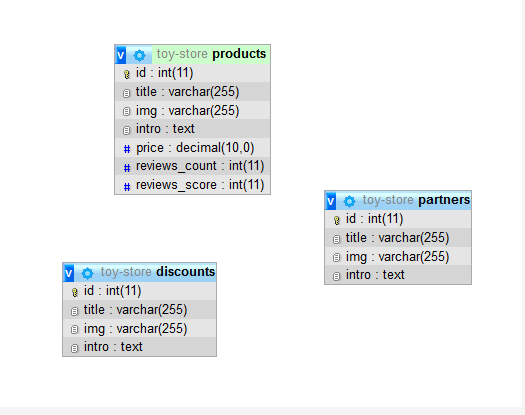 toy-store products
id : int(11)
title : varchar(255)
img : varchar(255)
intro : text
# price : decimal(10,0)
# reviews_count : int(11)
# reviews_score : int(11)
v toy-store partners
id : int(11)
title : varchar(255)
img : varchar(255)
intro : text
v toy-store discounts
id : int(11)
title : varchar(255)
img : varchar(255)
intro : text